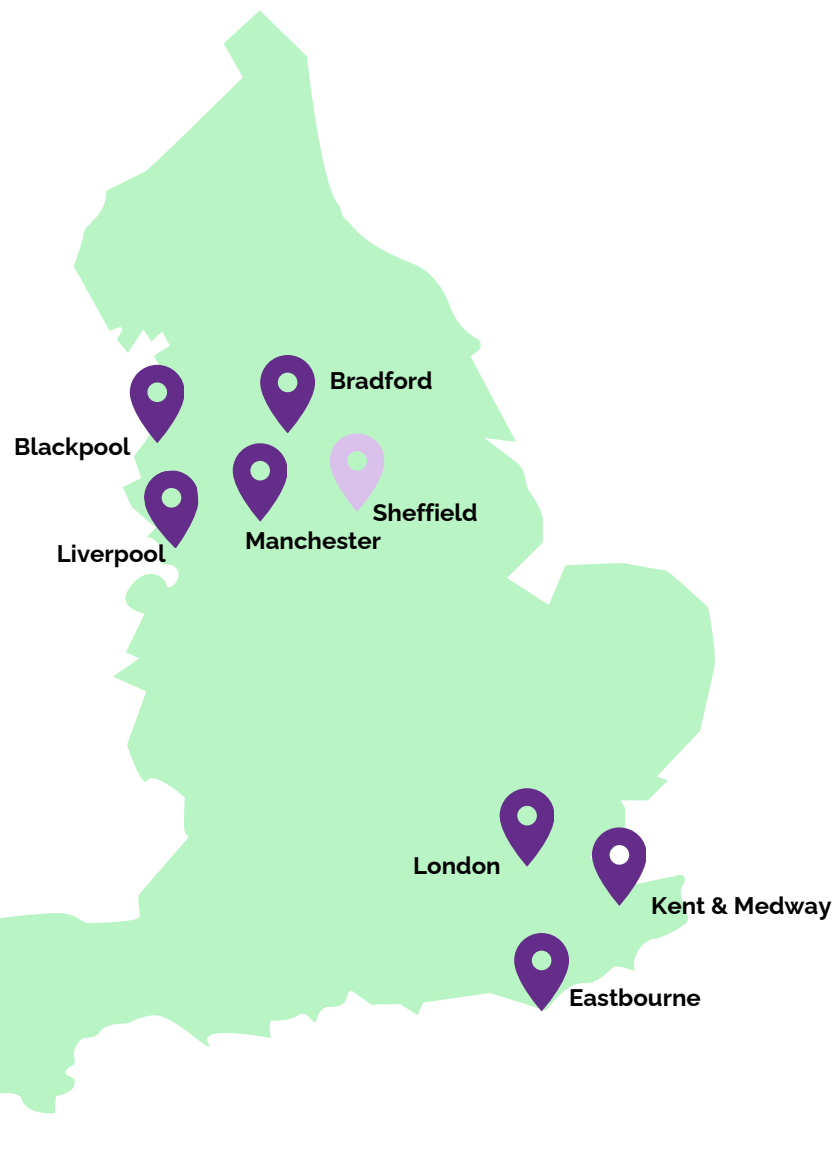 Bradford
Blackpool
Sheffield
Manchester
Liverpool
London
Kent & Medway
Eastbourne